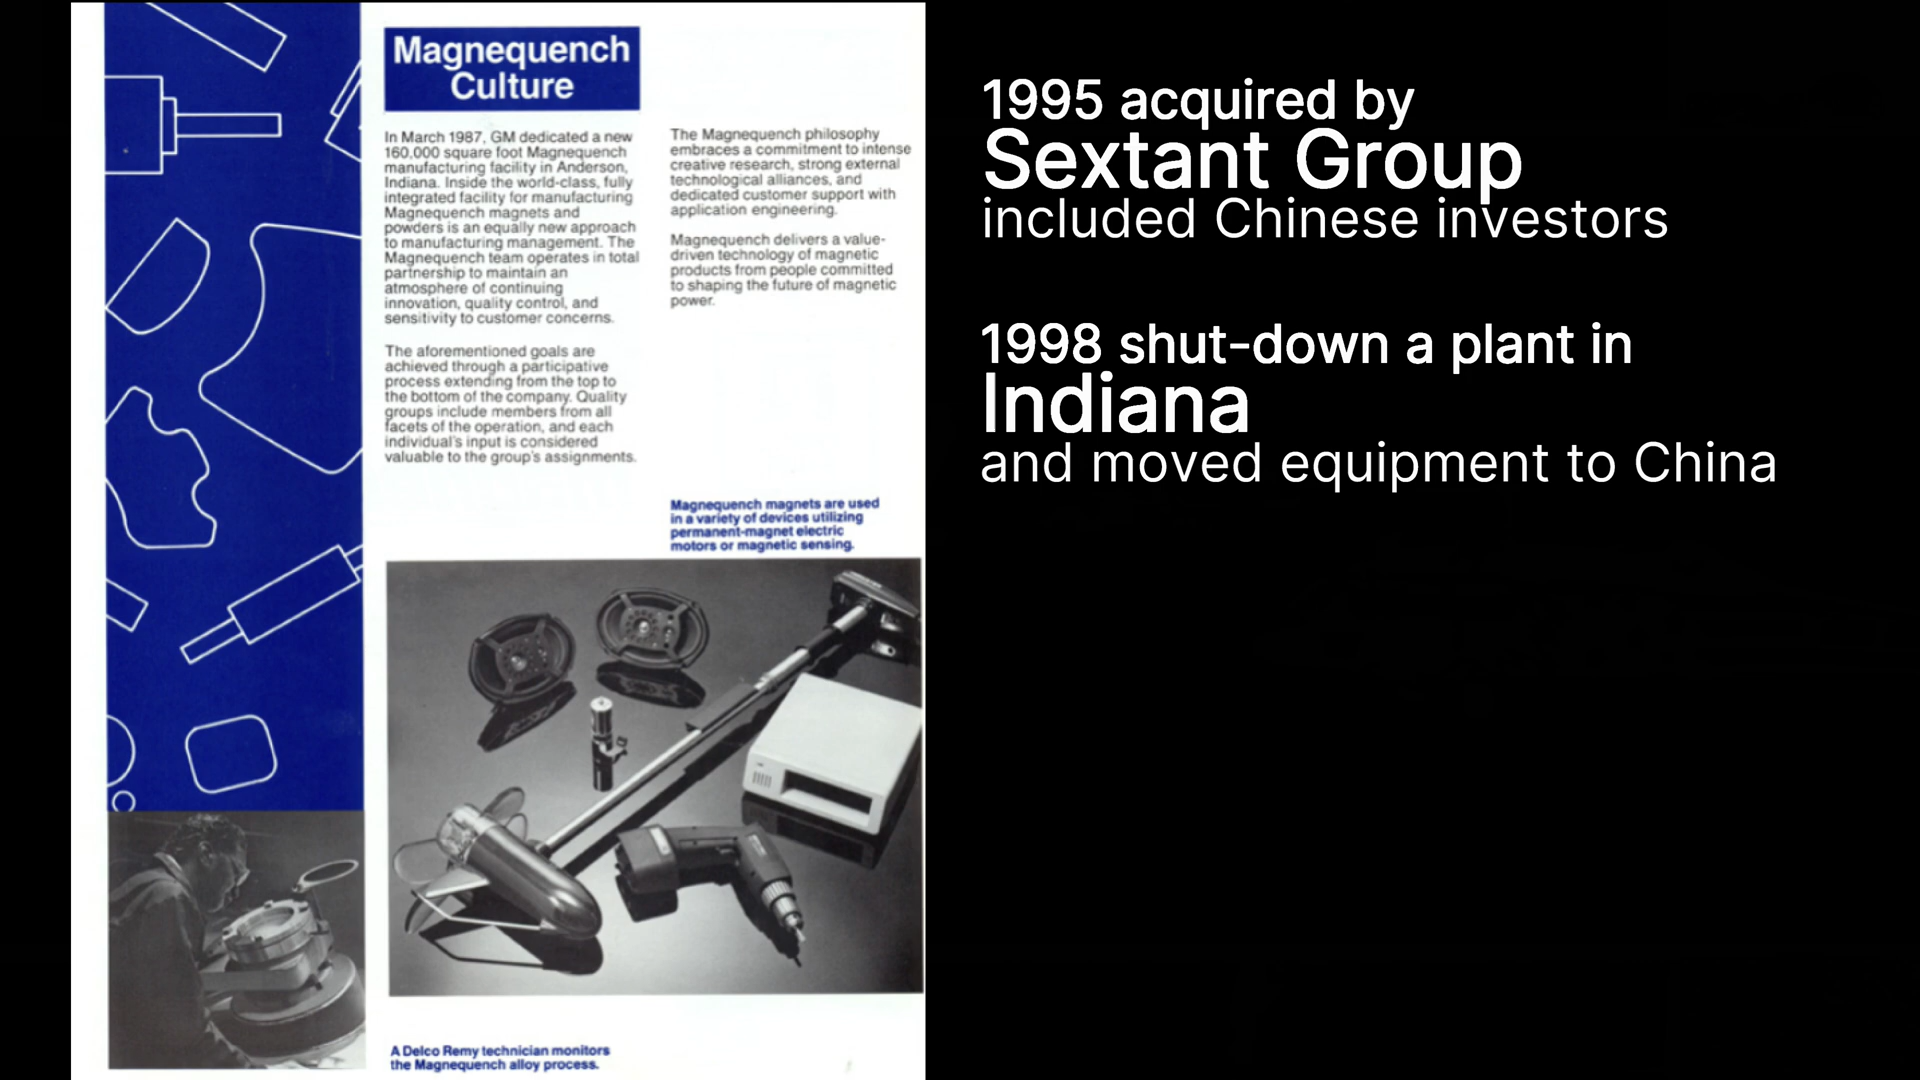 Magnequench
Culture
In March 1987, GM dedicated a new
160,000 square foot Magnequench
manufacturing facility in Anderson,
Indiana. Inside the world-class, fully
integrated facility for manufacturing
Magnequench magnets and
powders is an equally new approach
to manufacturing management. The
Magnequench team operates in total
partnership to maintain an
atmosphere of continuing
innovation, quality control, and
sensitivity to customer concerns.
The aforementioned goals are
achieved through a participative
process extending from the top to
the bottom of the company. Quality
groups include members from all
facets of the operation, and each
individual's input is considered
valuable to the group's assignments.
The Magnequench philosophy
embraces a commitment to intense
creative research, strong external
technological alliances, and
dedicated customer support with
application engineering.
Magnequench delivers a value-
driven technology of magnetic
products from people committed
to shaping the future of magnetic
power.
Magnequench magnets are used
in a variety of devices utilizing
permanent-magnet electric
motors or magnetic sensing.
A Delco Remy technician monitors
the Magnequench alloy process.
1995 acquired by
Sextant Group
included Chinese investors
1998 shut-down a plant in
Indiana
and moved equipment to China